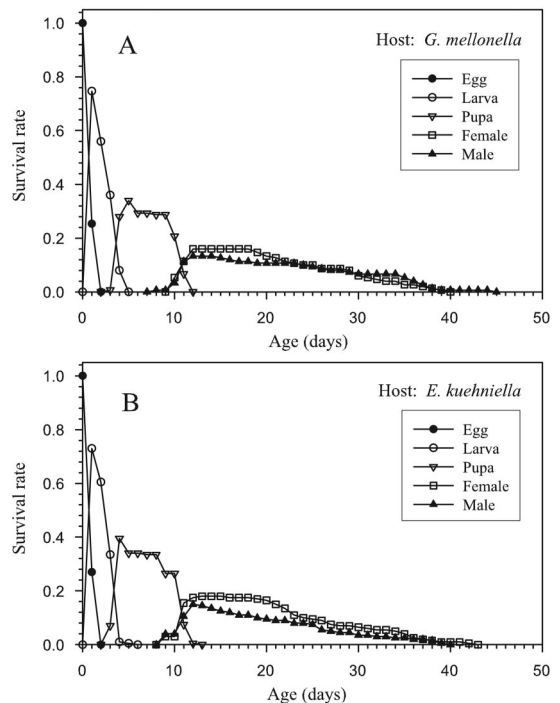 A
Host: G. mellonella
Egg
Larva
Pupa
Female
Male
Survival rate
1.0
0.8
0.6
0.4
0.2
0.0
0 10 20 30 40 50
Age (days)
B
Host: E. kuehniella
Egg
Larva
Pupa
Female
Male
Survival rate
1.0
0.8
0.6
0.4
0.2
0.0
0 10 20 30 40 50
Age (days)